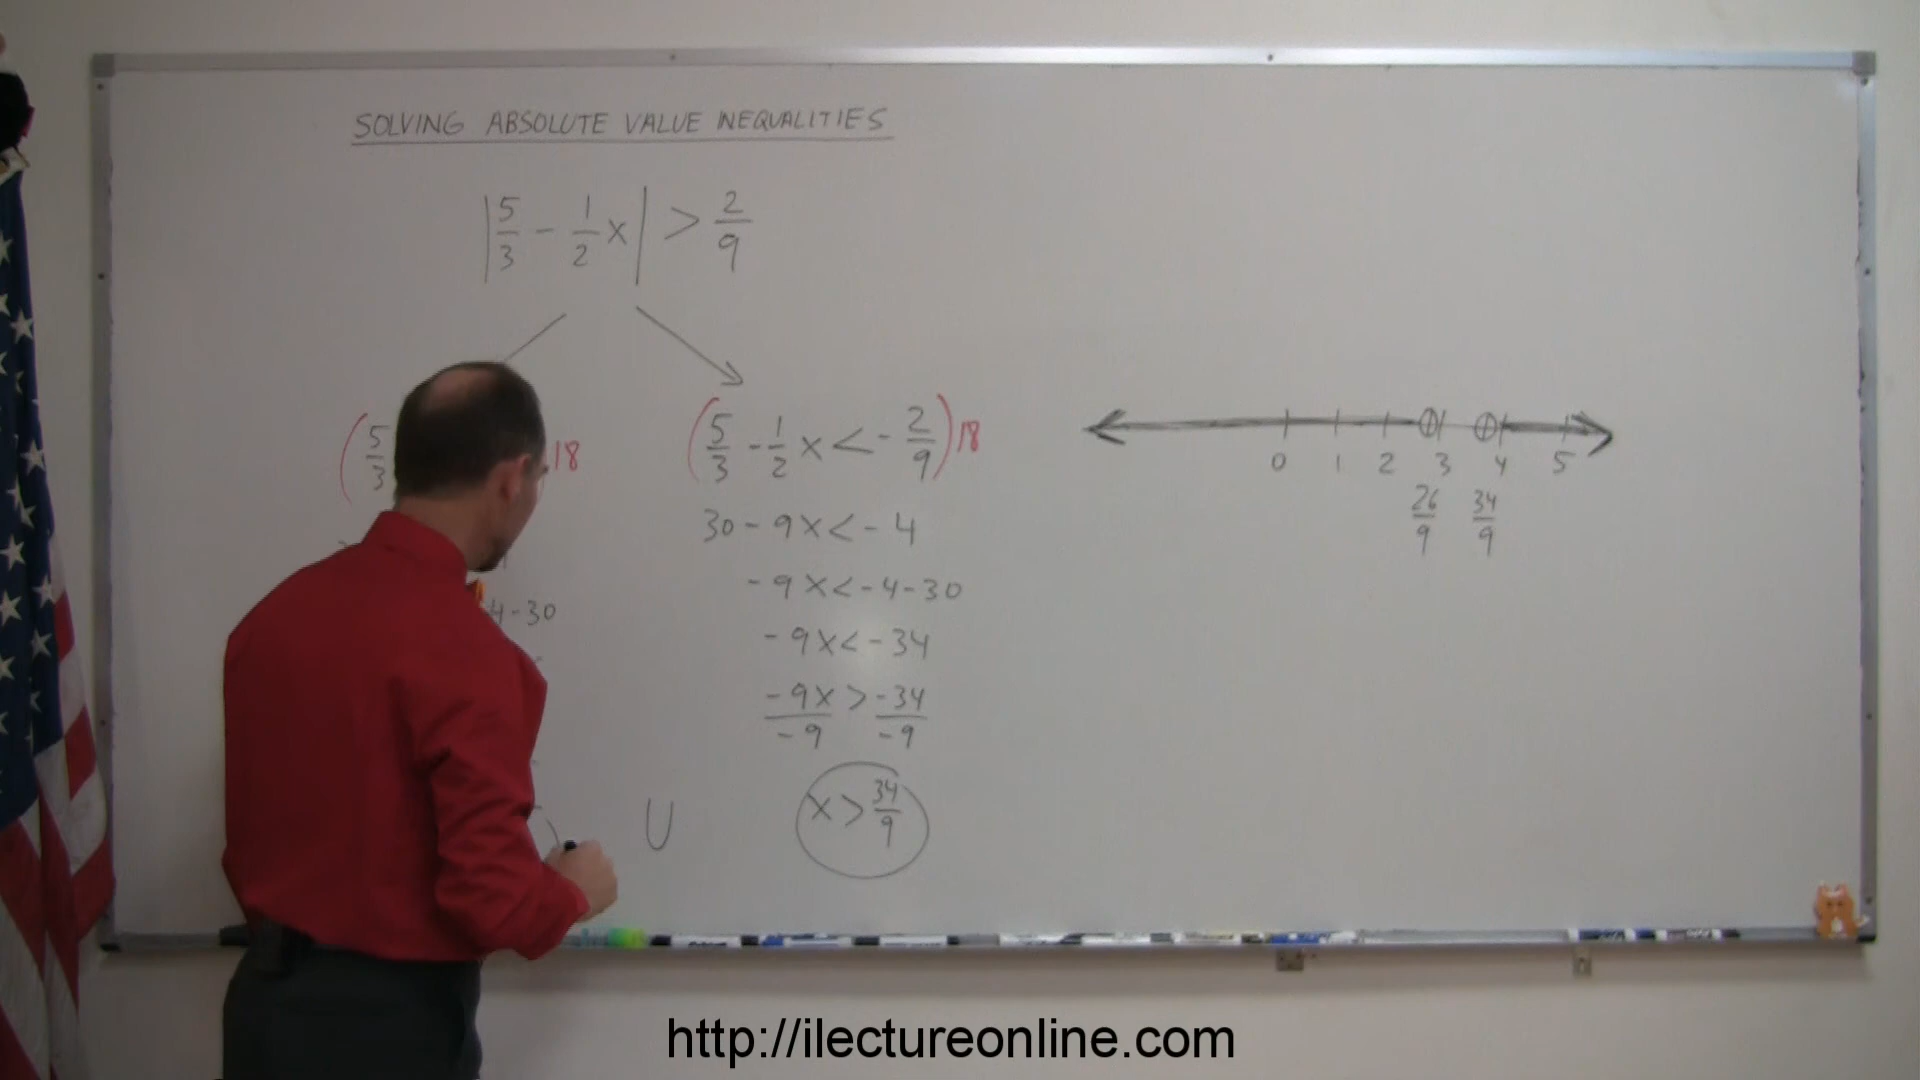 SOLVING ABSOLUTE VALUE INEQUALITIES
|5/3 - 1/2 x| > 2/9
(5/3
18
4-30
(5/3 - 1/2 x < - 2/9)18
30 - 9x < - 4
- 9x < - 4 - 30
- 9x < - 34
-9x/-9 > -34/-9
U
x > 34/9
0 1 2 3 4 5
26/9 34/9
http://ilectureonline.com